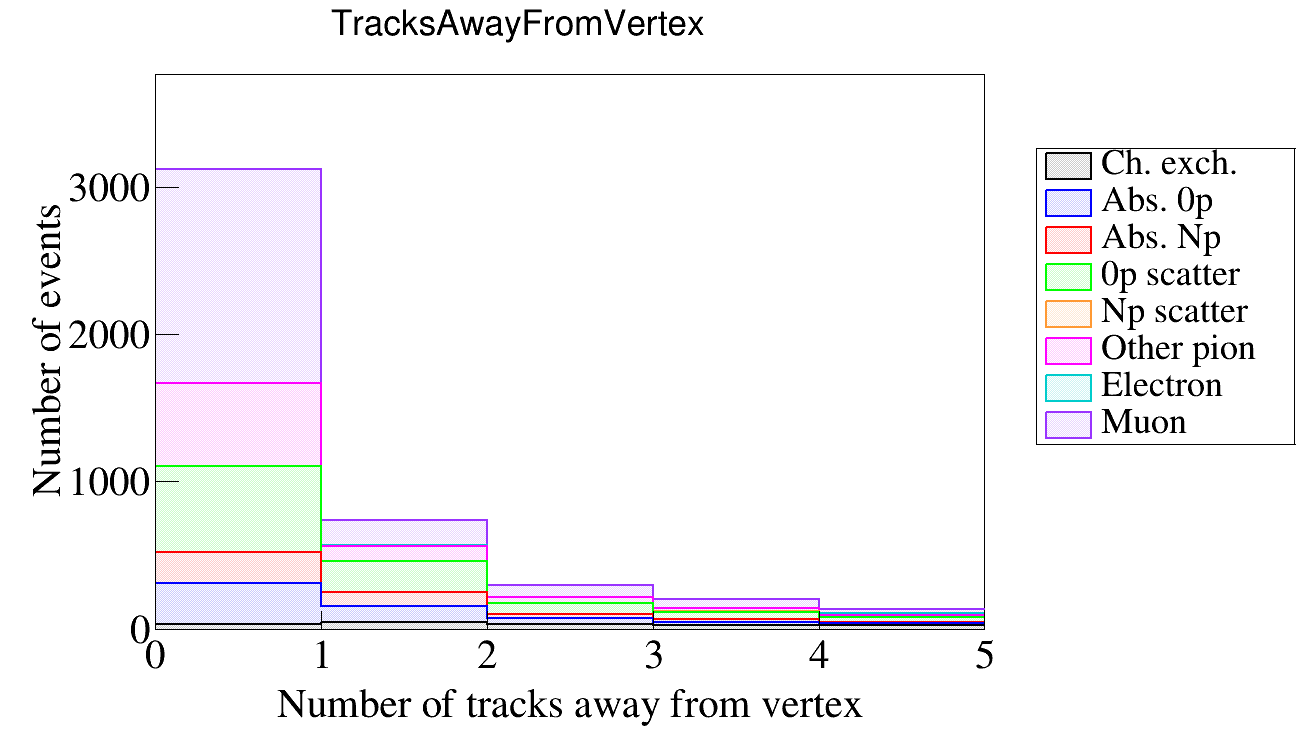 TracksAwayFromVertex
Number of events
3000
2000
1000
0
0 1 2 3 4 5
Number of tracks away from vertex
Ch. exch.
Abs. 0p
Abs. Np
0p scatter
Np scatter
Other pion
Electron
Muon